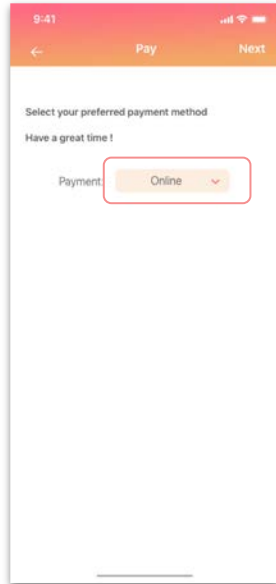 9:41
Pay Next
Select your preferred payment method
Have a great time !
Payment: Online